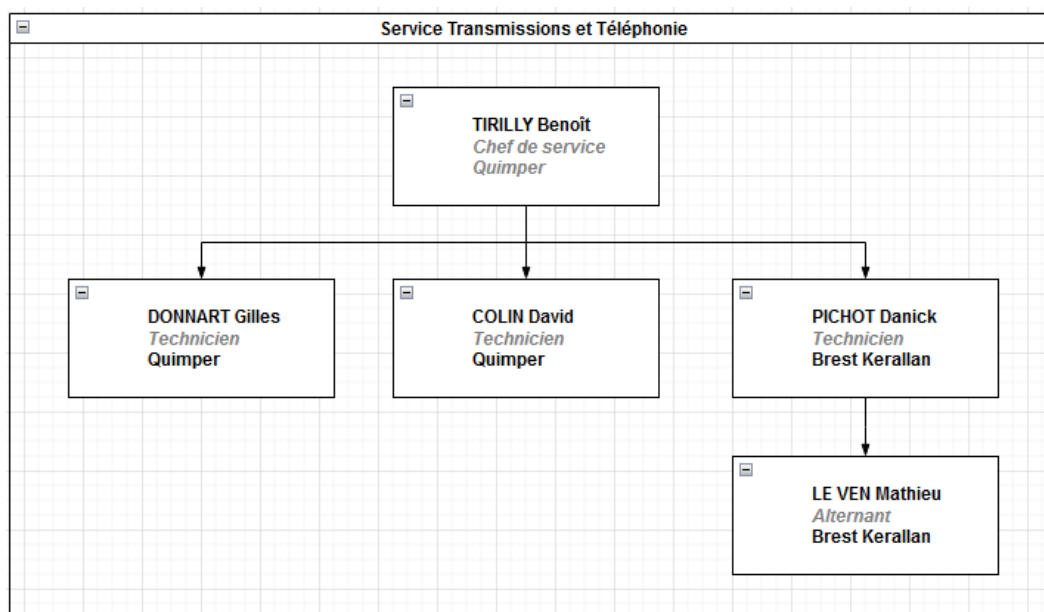 Service Transmissions et Téléphonie
TIRILLY Benoît
Chef de service
Quimper
DONNART Gilles
Technicien
Quimper
COLIN David
Technicien
Quimper
PICHOT Danick
Technicien
Brest Kerallan
LE VEN Mathieu
Alternant
Brest Kerallan